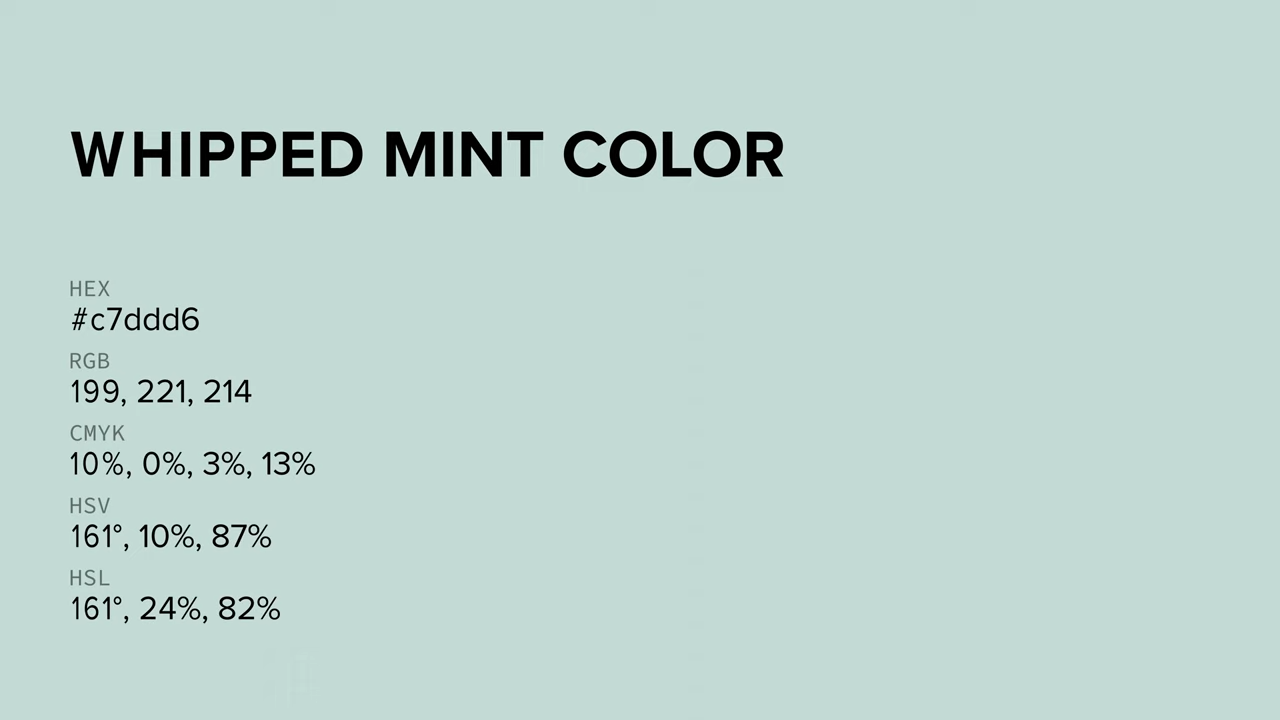 WHIPPED MINT COLOR
HEX
#c7ddd6
RGB
199, 221, 214
CMYK
10%, 0%, 3%, 13%
HSV
161°, 10%, 87%
HSL
161°, 24%, 82%